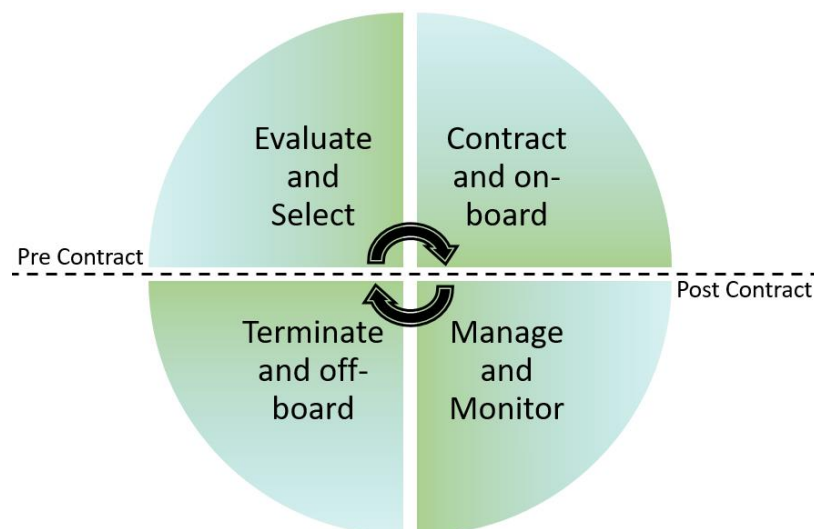 Evaluate
and
Select
Contract
and on-
board
Pre Contract
Post Contract
Terminate
and off-
board
Manage
and
Monitor